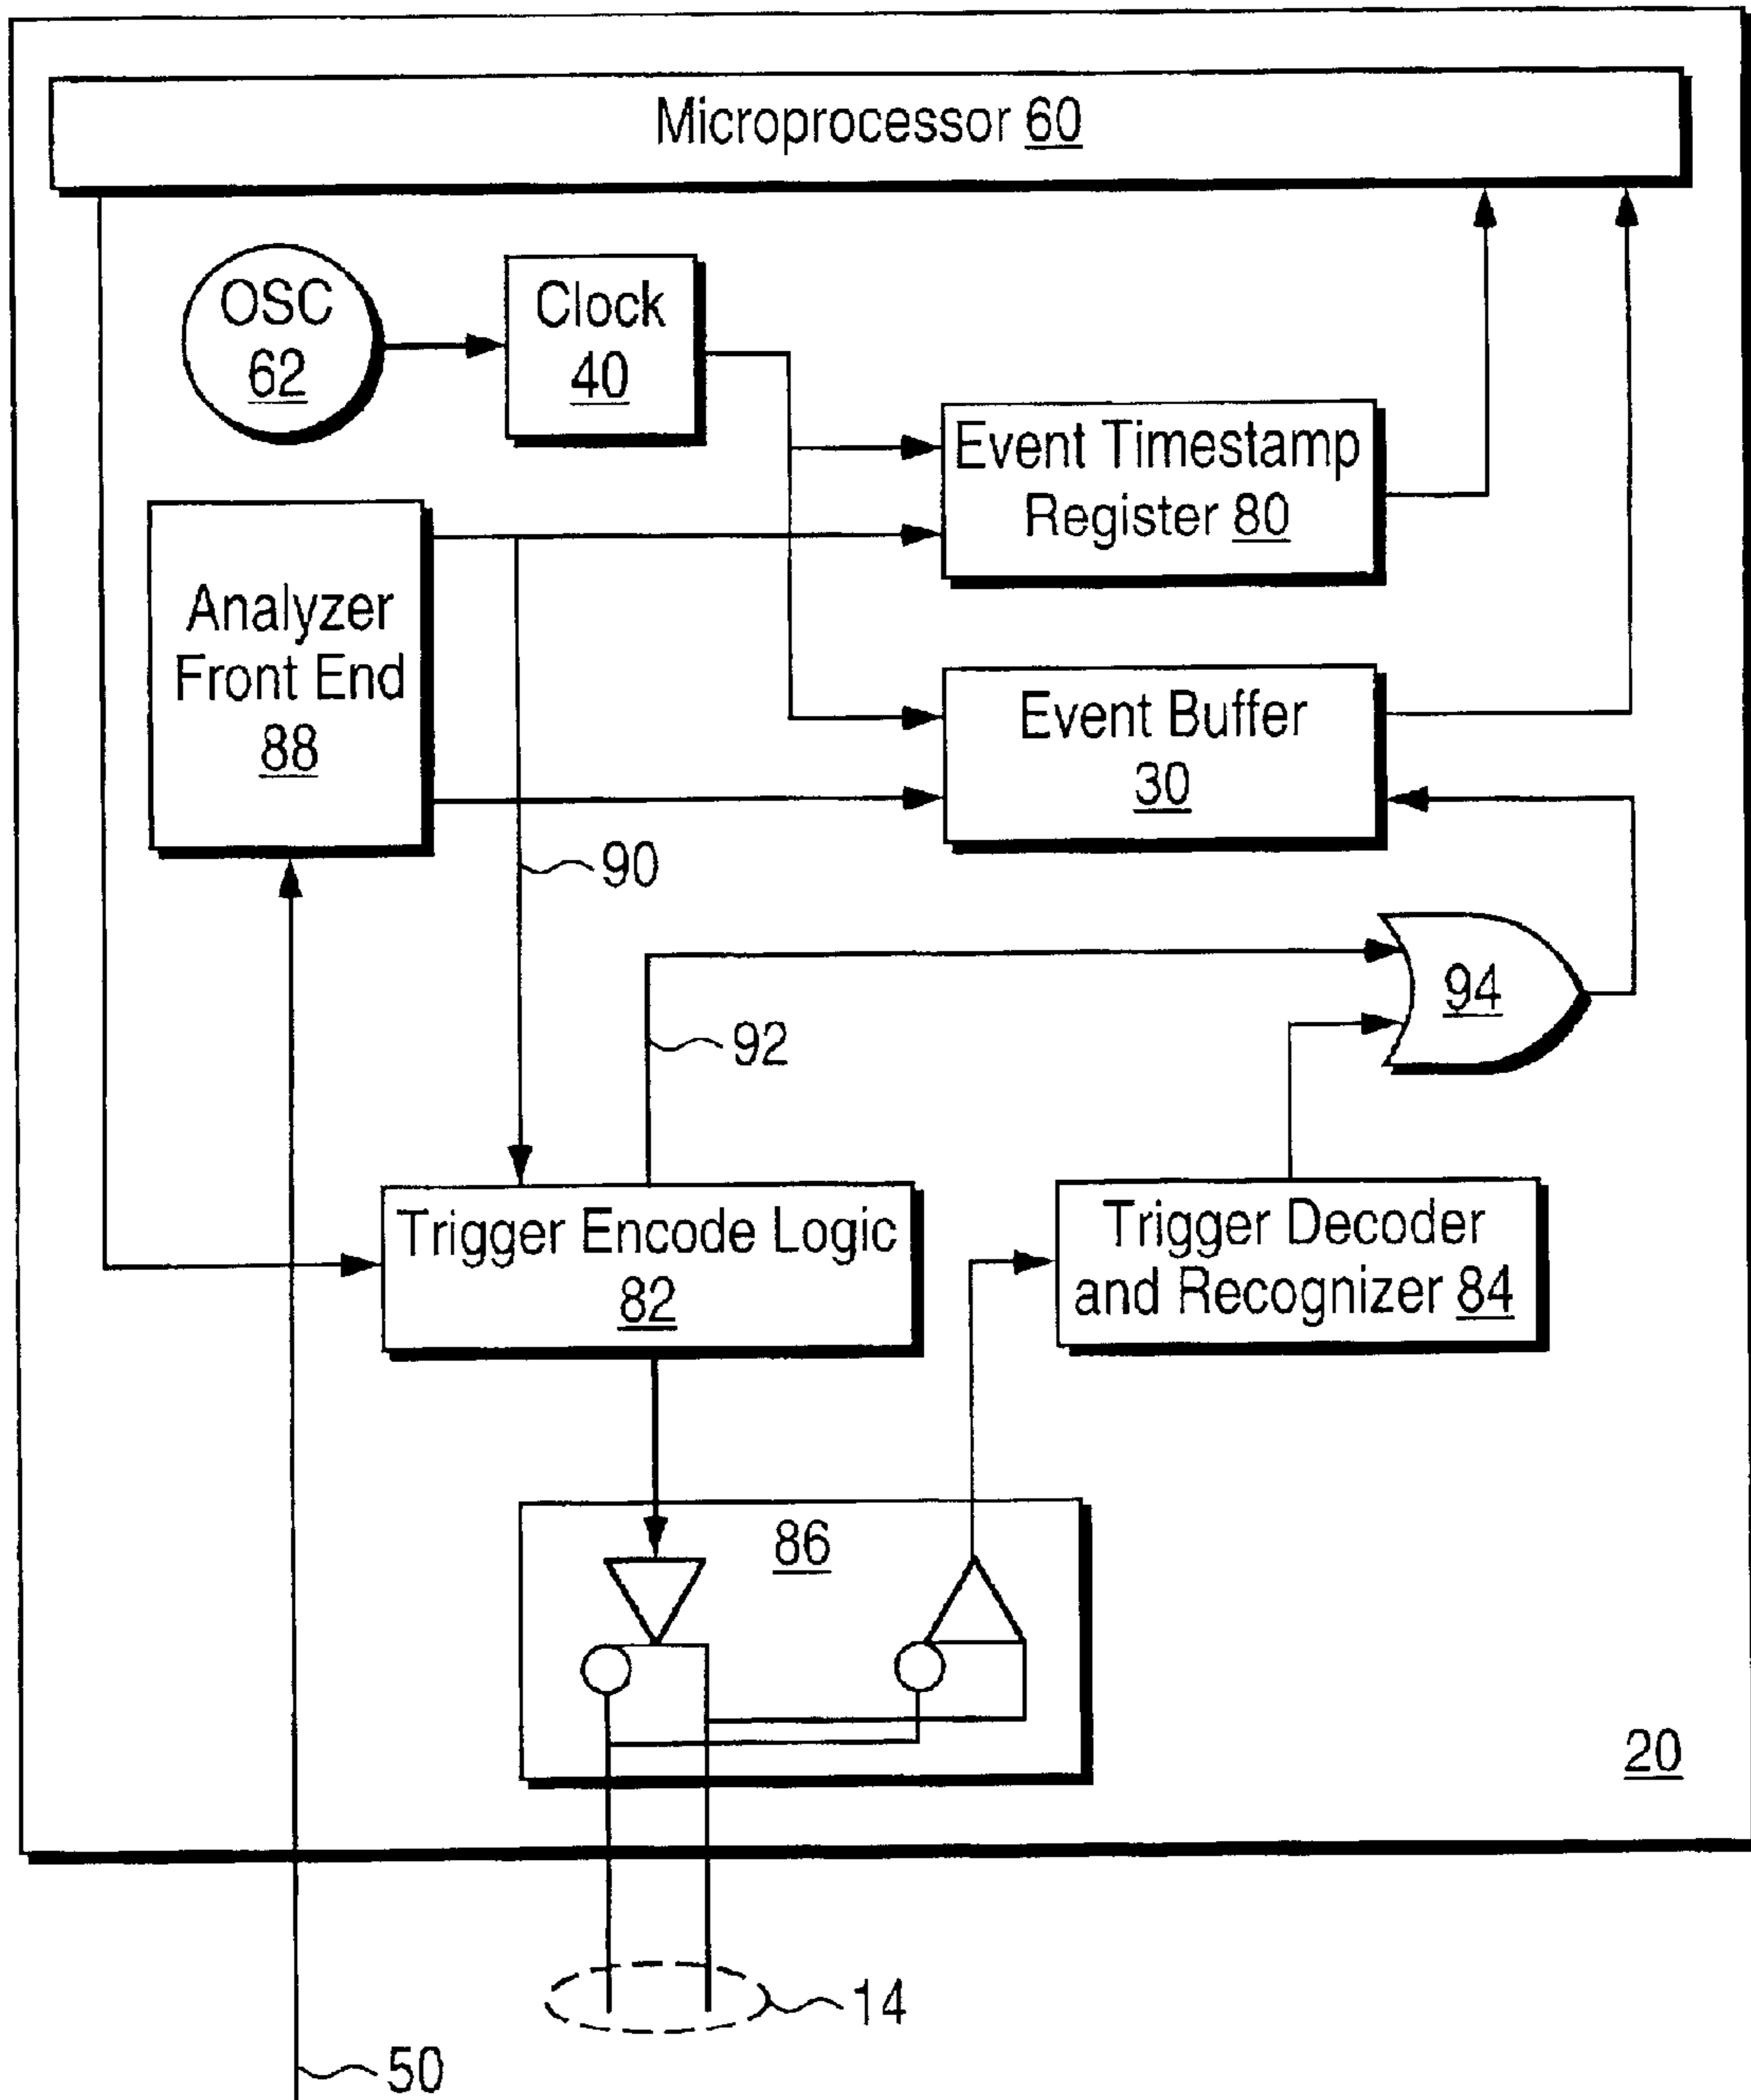 Microprocessor 60
OSC
62
Clock
40
Event Timestamp
Register 80
Analyzer
Front End
88
Event Buffer
30
90
94
92
Trigger Encode Logic
82
Trigger Decoder
and Recognizer 84
86
20
14
50